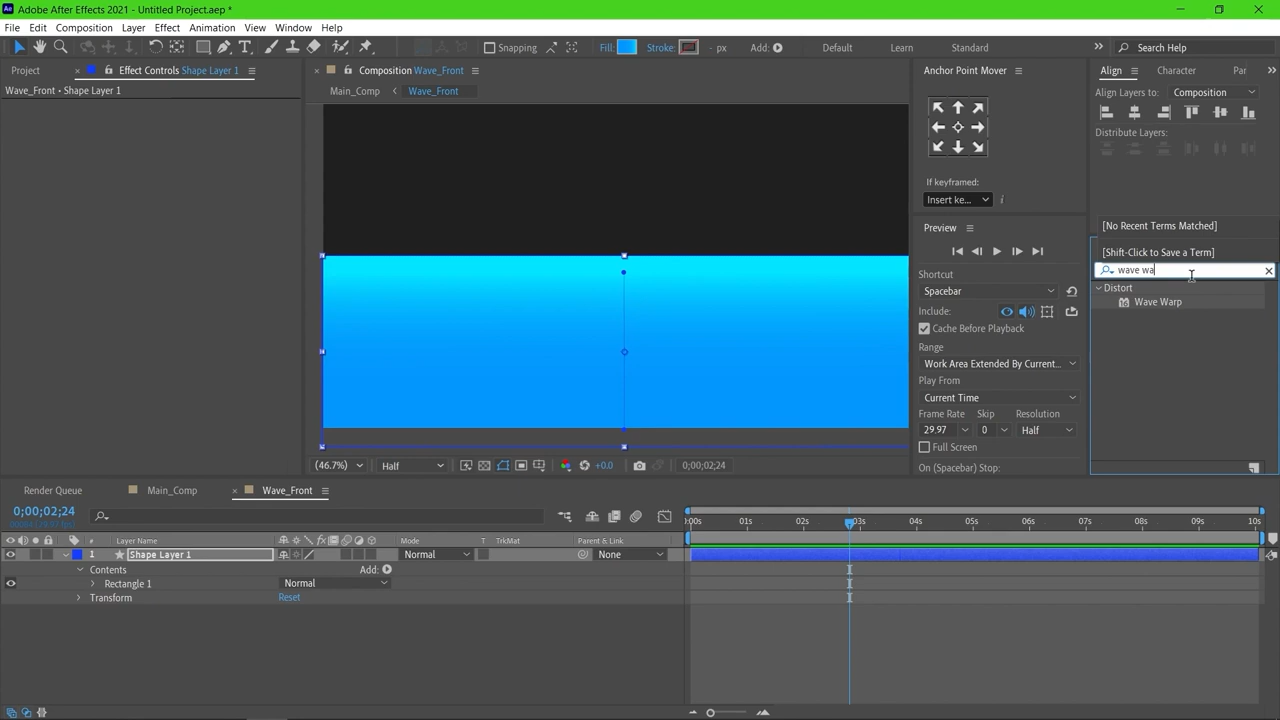 Adobe After Effects 2021 - Untitled Project.aep *
File Edit Composition Layer Effect Animation View Window Help
Snapping Fill: Stroke: - px Add: Default Learn Standard Search Help
Project Effect Controls Shape Layer 1 Composition Wave_Front Anchor Point Mover Align Character Par
Wave_Front • Shape Layer 1 Main_Comp Wave_Front Align Layers to: Composition
Distribute Layers:
If keyframed:
Insert ke...
[No Recent Terms Matched]
Preview
[Shift-Click to Save a Term]
wave wa
Shortcut
Distort
Spacebar
Wave Warp
Include:
Cache Before Playback
Range
Work Area Extended By Current...
Play From
Current Time
Frame Rate Skip Resolution
29.97 0 Half
Full Screen
(46.7%) Half +0.0 0;00;02;24 On (Spacebar) Stop:
Render Queue Main_Comp Wave_Front
0;00;02;24
:00s 01s 02s 03s 04s 05s 06s 07s 08s 09s 10s
# Layer Name Mode T TrkMat Parent & Link
1 Shape Layer 1 Normal None
Contents Add:
Rectangle 1 Normal
Transform Reset